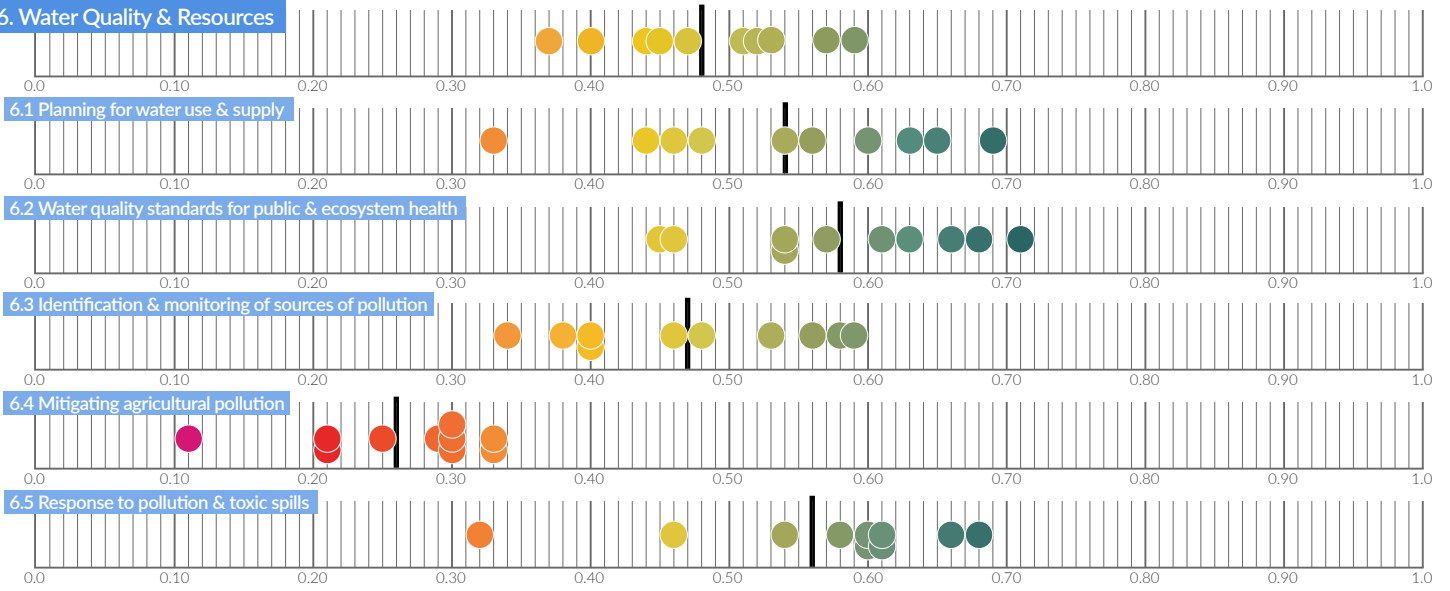 6. Water Quality & Resources
0.0 0.10 0.20 0.30 0.40 0.50 0.60 0.70 0.80 0.90 1.0
6.1 Planning for water use & supply
0.0 0.10 0.20 0.30 0.40 0.50 0.60 0.70 0.80 0.90 1.0
6.2 Water quality standards for public & ecosystem health
0.0 0.10 0.20 0.30 0.40 0.50 0.60 0.70 0.80 0.90 1.0
6.3 Identification & monitoring of sources of pollution
0.0 0.10 0.20 0.30 0.40 0.50 0.60 0.70 0.80 0.90 1.0
6.4 Mitigating agricultural pollution
0.0 0.10 0.20 0.30 0.40 0.50 0.60 0.70 0.80 0.90 1.0
6.5 Response to pollution & toxic spills
0.0 0.10 0.20 0.30 0.40 0.50 0.60 0.70 0.80 0.90 1.0